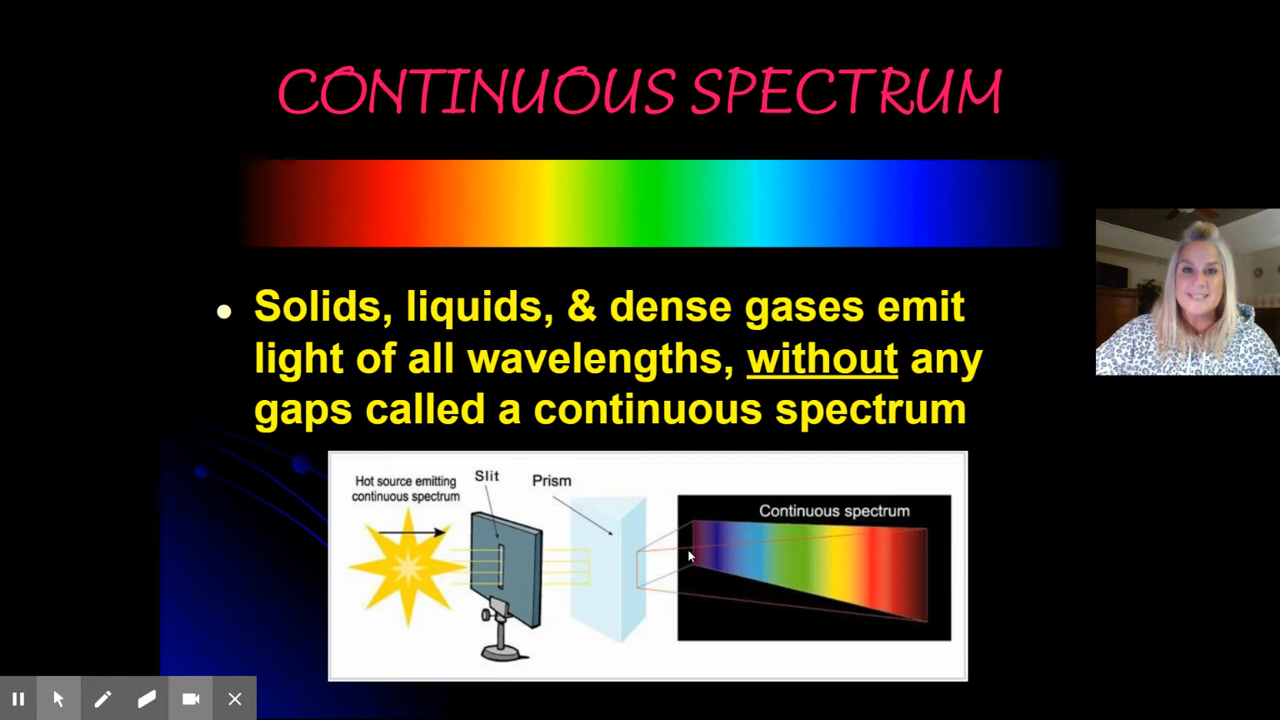 CONTINUOUS SPECTRUM
Solids, liquids, & dense gases emit
light of all wavelengths, without any
gaps called a continuous spectrum
Hot source emitting
continuous spectrum
Slit
Prism
Continuous spectrum